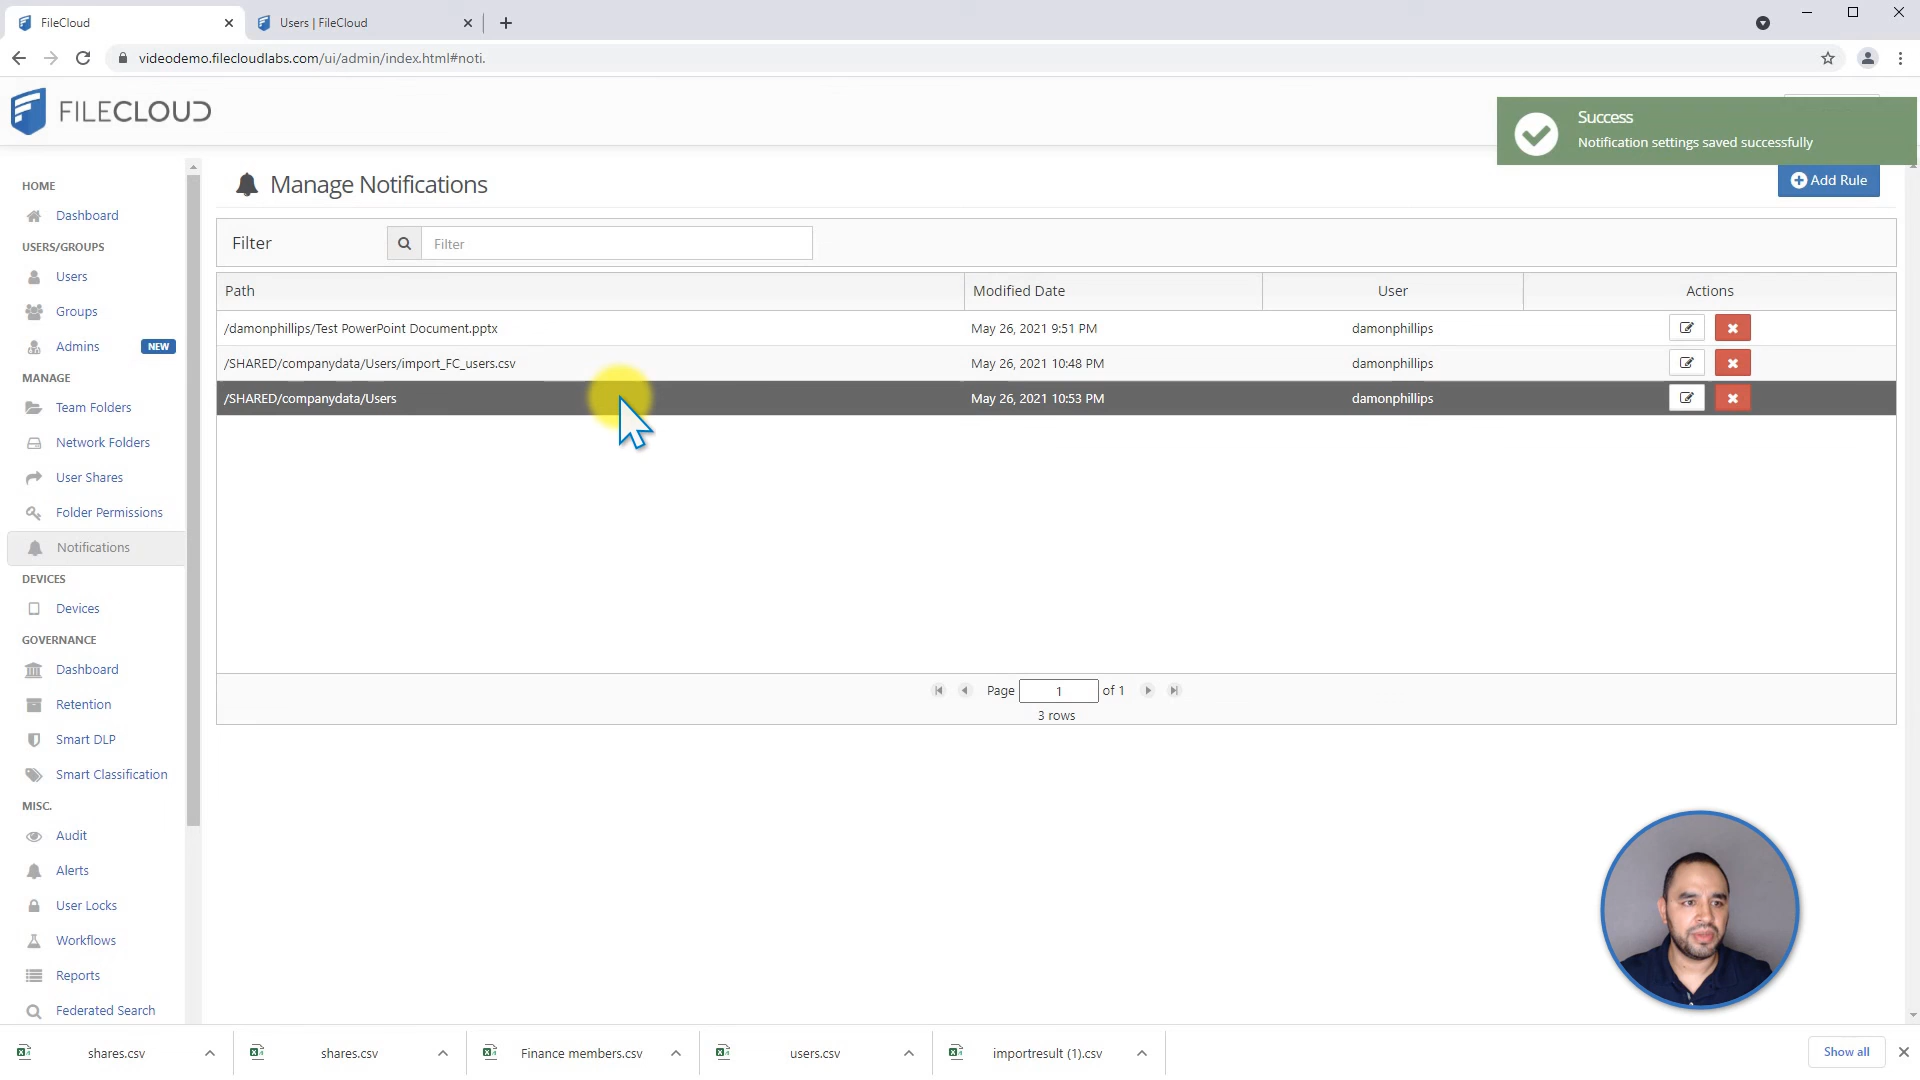 FileCloud
Users | FileCloud
videodemo.filecloudlabs.com/ui/admin/index.html#noti.
FILECLOUD
Success
Notification settings saved successfully
Manage Notifications
Add Rule
HOME
Dashboard
USERS/GROUPS
Users
Groups
Admins NEW
MANAGE
Team Folders
Network Folders
User Shares
Folder Permissions
Notifications
DEVICES
Devices
GOVERNANCE
Dashboard
Retention
Smart DLP
Smart Classification
MISC.
Audit
Alerts
User Locks
Workflows
Reports
Federated Search
Filter Filter
Path Modified Date User Actions
/damonphillips/Test PowerPoint Document.pptx May 26, 2021 9:51 PM damonphillips
/SHARED/companydata/Users/import_FC_users.csv May 26, 2021 10:48 PM damonphillips
/SHARED/companydata/Users May 26, 2021 10:53 PM damonphillips
Page 1 of 1
3 rows
shares.csv shares.csv Finance members.csv users.csv importresult (1).csv Show all